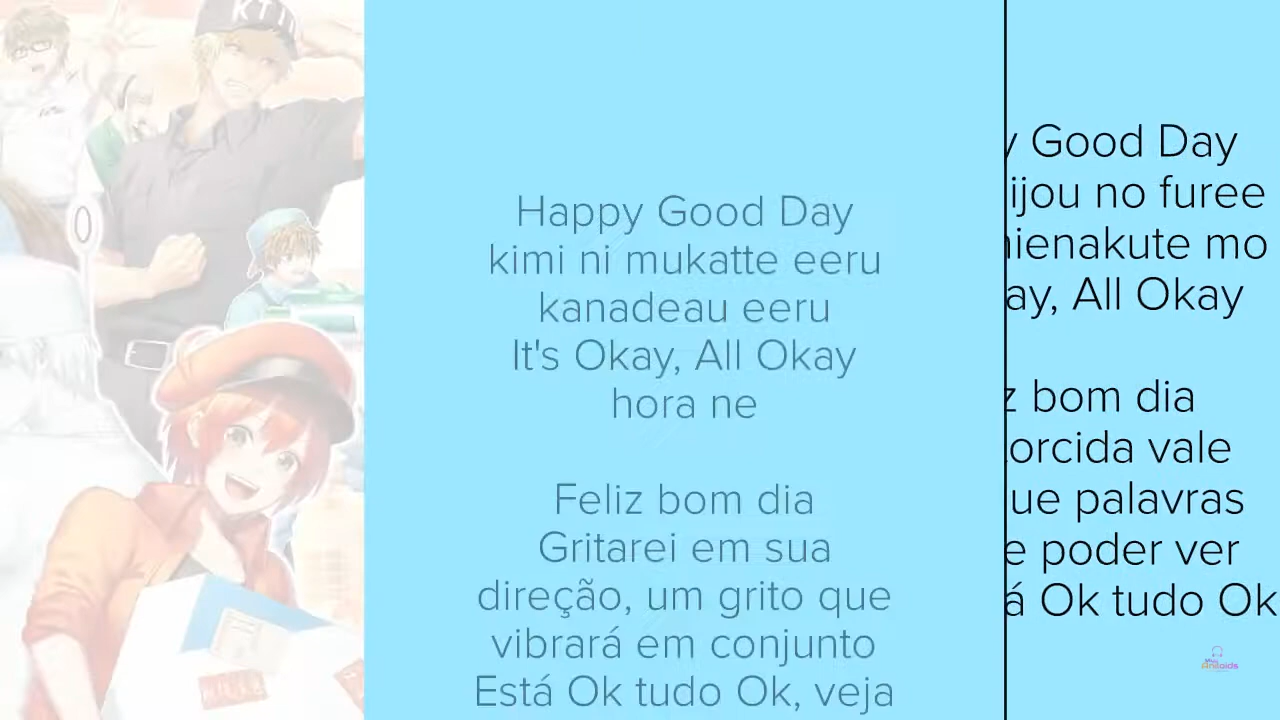 Happy Good Day
kimi ni mukatte eeru
kanadeau eeru
It's Okay, All Okay
hora ne
Feliz bom dia
Gritarei em sua
direção, um grito que
vibrará em conjunto
Está Ok tudo Ok, veja
y Good Day
ijou no furee
ienakute mo
ay, All Okay
z bom dia
orcida vale
ue palavras
e poder ver
á Ok tudo Ok